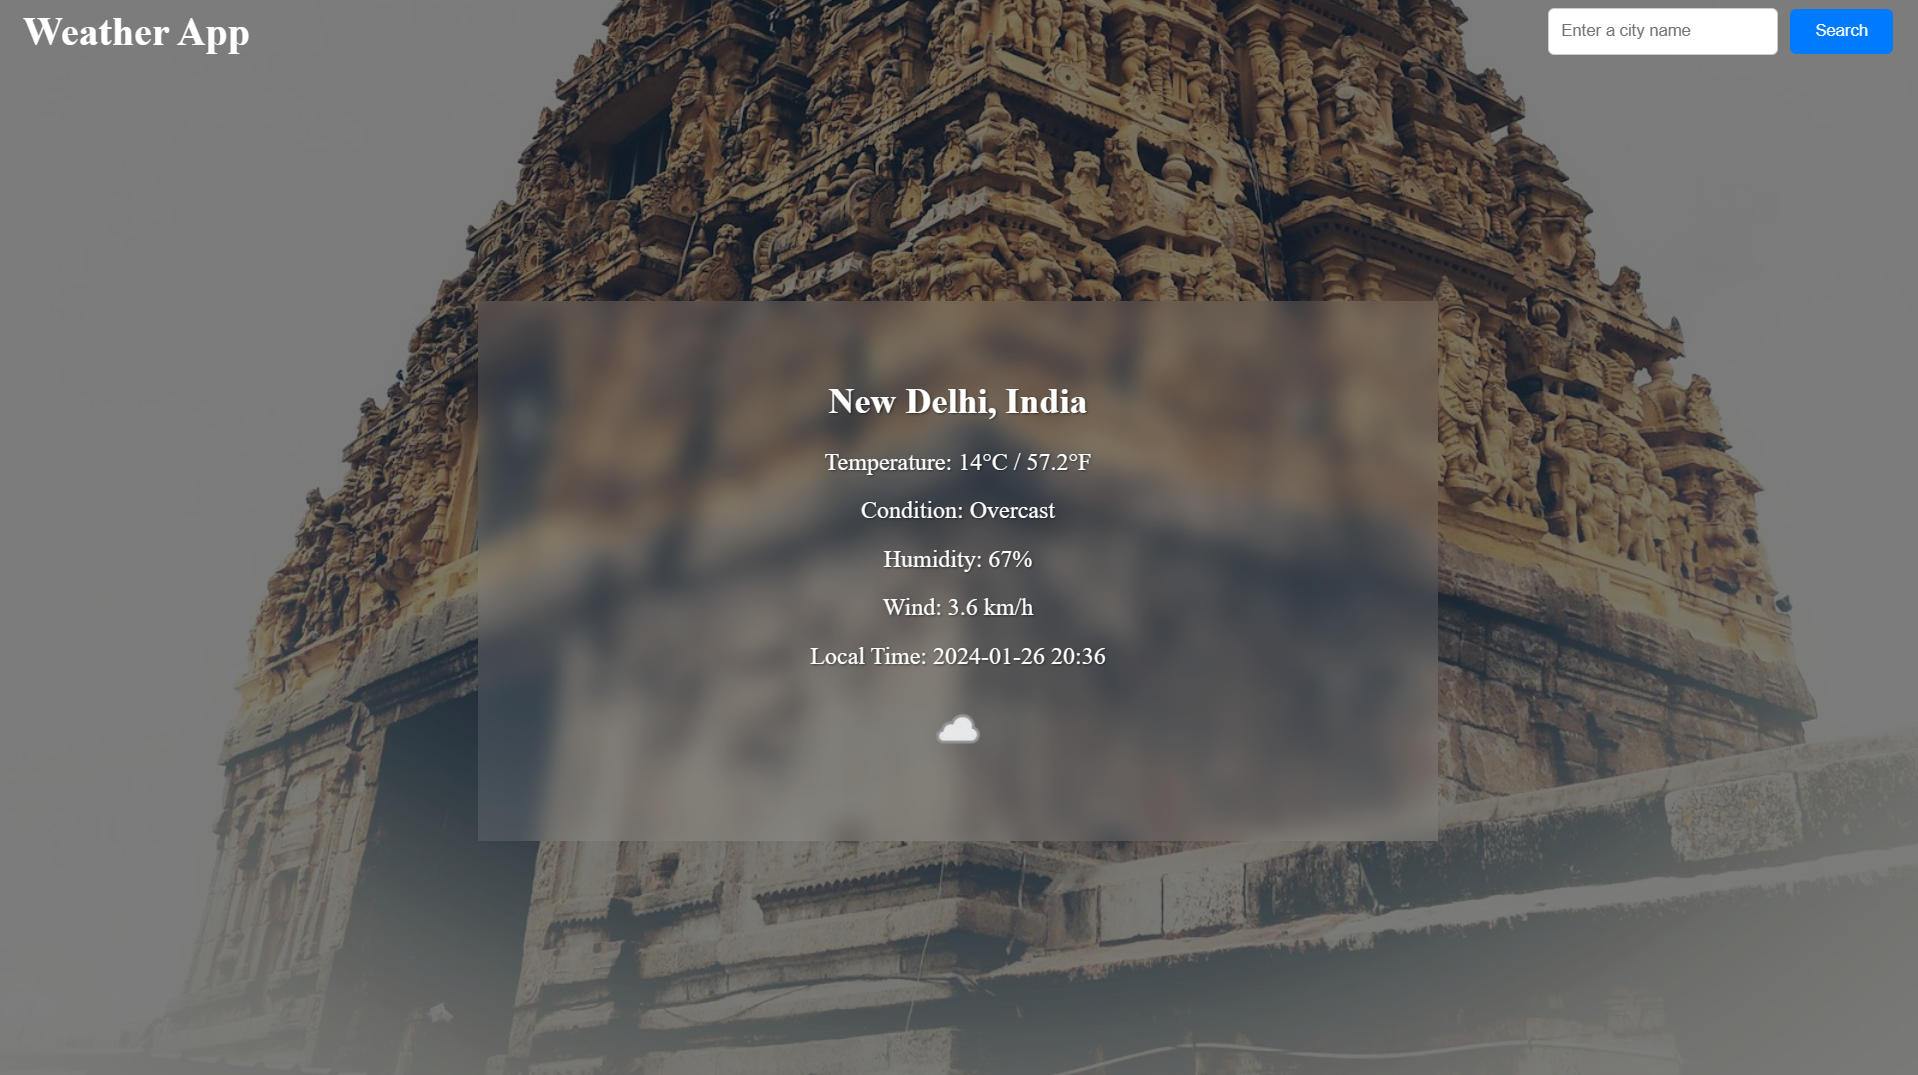 Weather App
Enter a city name
Search
New Delhi, India
Temperature: 14°C / 57.2°F
Condition: Overcast
Humidity: 67%
Wind: 3.6 km/h
Local Time: 2024-01-26 20:36